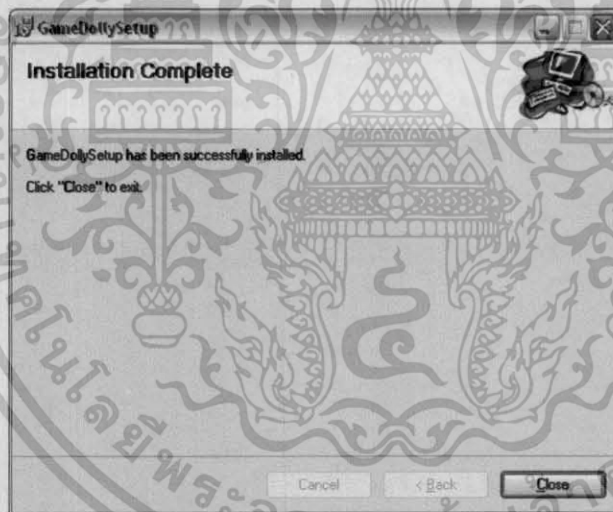 GameDollySetup
Installation Complete
GameDollySetup has been successfully installed.
Click "Close" to exit.
Cancel
< Back
Close